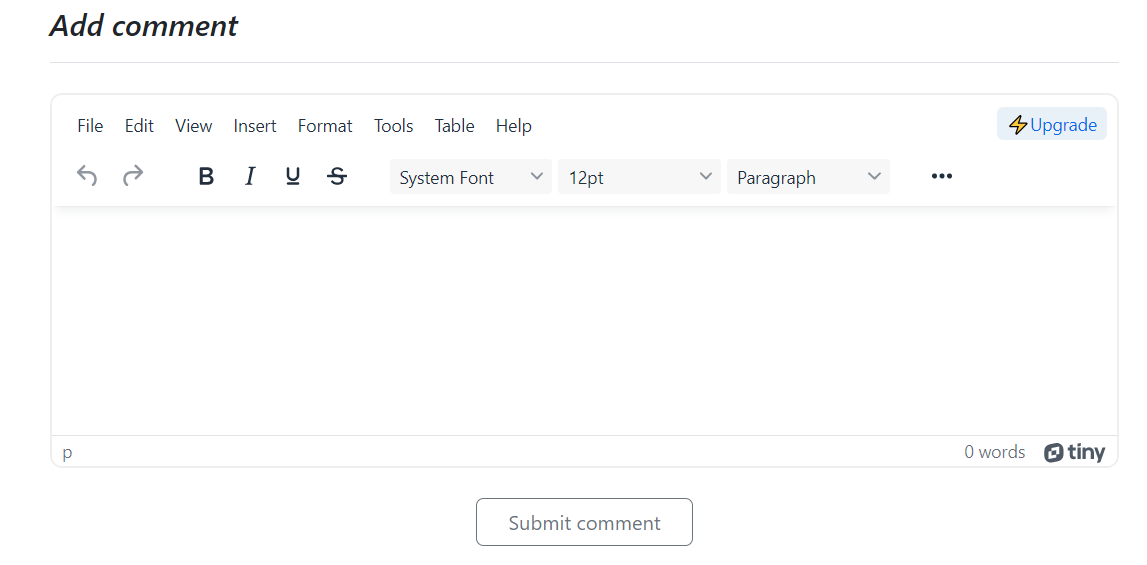 Add comment
File Edit View Insert Format Tools Table Help ⚡Upgrade
B I U S System Font 12pt Paragraph
p 0 words tiny
Submit comment